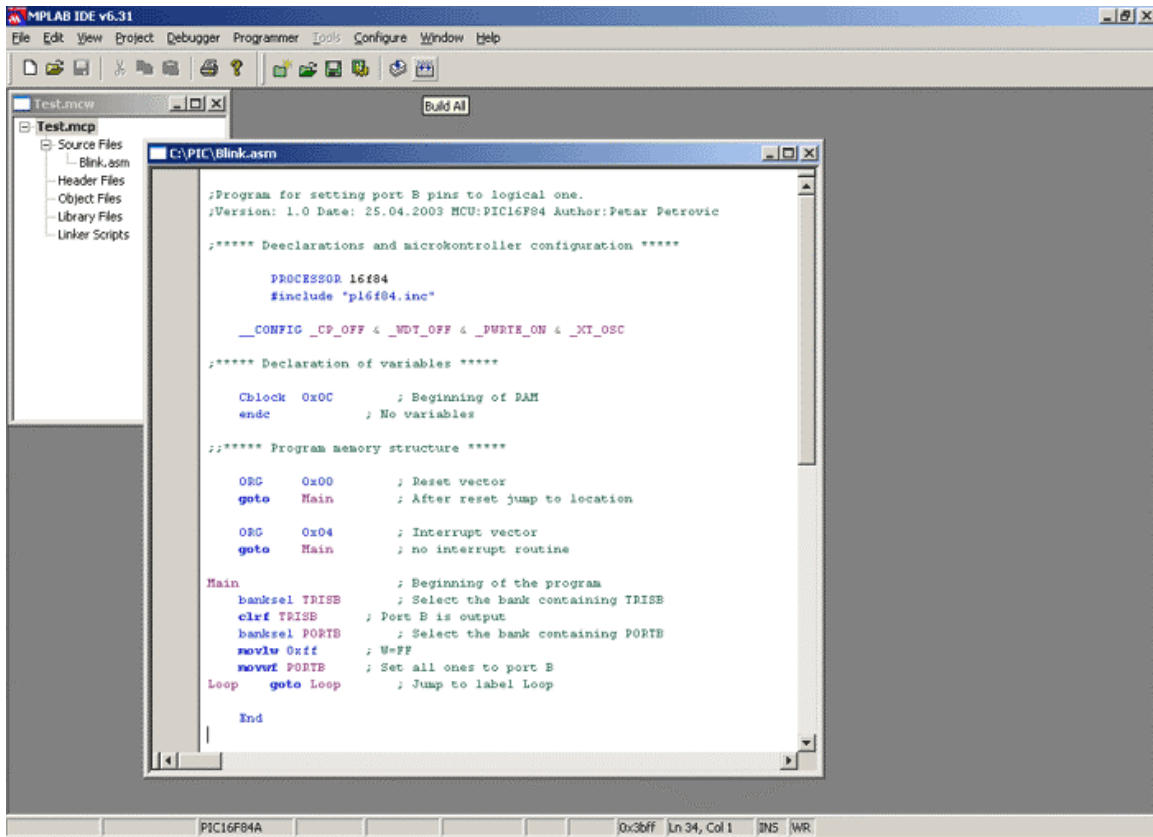 MPLAB IDE v6.31
File Edit View Project Debugger Programmer Tools Configure Window Help
Build All
Test.mcw
Test.mcp
Source Files
Blink.asm
Header Files
Object Files
Library Files
Linker Scripts
C:\PIC\Blink.asm
;Program for setting port B pins to logical one.
;Version: 1.0 Date: 25.04.2003 MCU:PIC16F84 Author:Petar Petrovic
;***** Deeclarations and microkontroller configuration *****
PROCESSOR 16f84
#include "p16f84.inc"
__CONFIG _CP_OFF & _WDT_OFF & _PWRTE_ON & _XT_OSC
;***** Declaration of variables *****
Cblock 0x0C ; Beginning of RAM
endc ; No variables
;;***** Program memory structure *****
ORG 0x00 ; Reset vector
goto Main ; After reset jump to location
ORG 0x04 ; Interrupt vector
goto Main ; no interrupt routine
Main ; Beginning of the program
banksel TRISB ; Select the bank containing TRISB
clrf TRISB ; Port B is output
banksel PORTB ; Select the bank containing PORTB
movlw 0xff ; W=FF
movwf PORTB ; Set all ones to port B
Loop goto Loop ; Jump to label Loop
End
PIC16F84A 0x3bff Ln 34, Col 1 INS WR